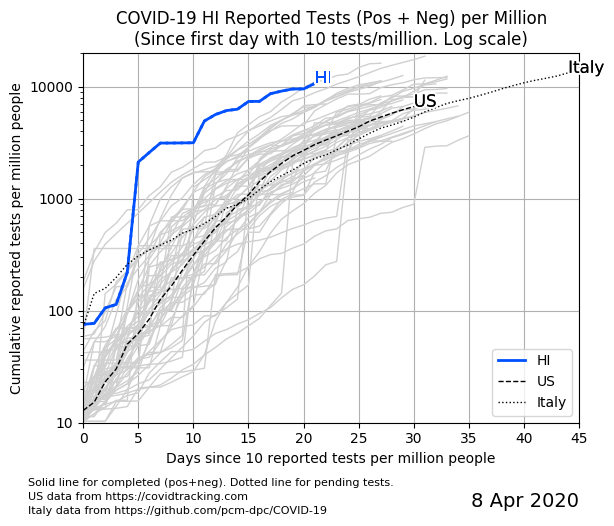 COVID-19 HI Reported Tests (Pos + Neg) per Million
(Since first day with 10 tests/million. Log scale)
Cumulative reported tests per million people
10000
1000
100
10
HI
US
Italy
HI
US
Italy
0 5 10 15 20 25 30 35 40 45
Days since 10 reported tests per million people
Solid line for completed (pos+neg). Dotted line for pending tests.
US data from https://covidtracking.com
Italy data from https://github.com/pcm-dpc/COVID-19
8 Apr 2020